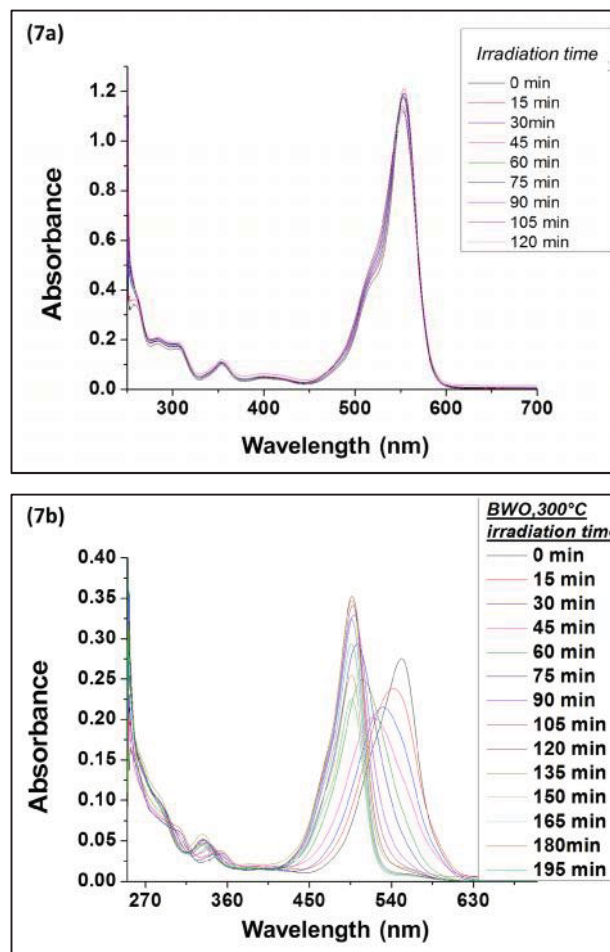 (7a)
Irradiation time
0 min
15 min
30min
45 min
60 min
75 min
90 min
105 min
120 min
1.2
1.0
0.8
0.6
0.4
0.2
0.0
Absorbance
300 400 500 600 700
Wavelength (nm)
(7b)
BWO,300°C
irradiation time
0 min
15 min
30 min
45 min
60 min
75 min
90 min
105 min
120 min
135 min
150 min
165 min
180min
195 min
0.40
0.35
0.30
0.25
0.20
0.15
0.10
0.05
0.00
Absorbance
270 360 450 540 630
Wavelength (nm)